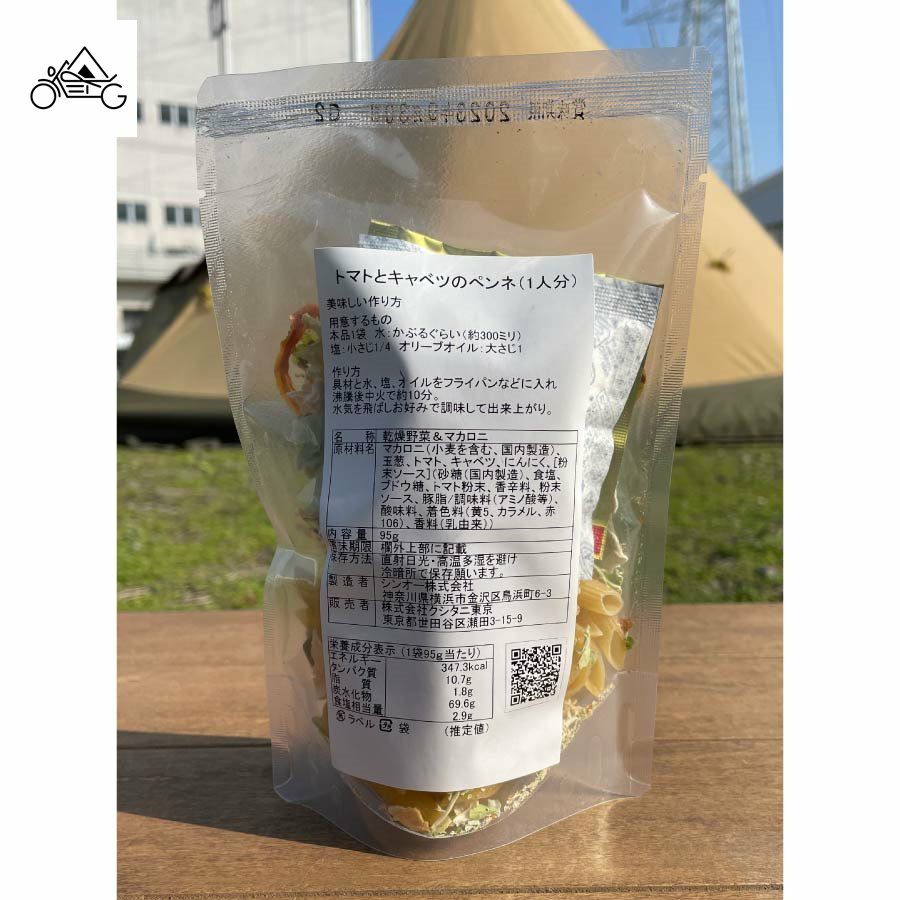 トマトとキャベツのペンネ（1人分）
美味しい作り方
用意するもの
本品1袋 水：かぶるぐらい（約300ミリ）
塩：小さじ1/4 オリーブオイル：大さじ1
作り方
具材と水、塩、オイルをフライパンなどに入れ
沸騰後中火で約10分。
水気を飛ばしお好みで調味して出来上がり。
名称 乾燥野菜＆マカロニ
原材料名 マカロニ（小麦を含む、国内製造）、
玉葱、トマト、キャベツ、にんにく、[粉
末ソース]（砂糖（国内製造）、食塩、
ブドウ糖、トマト粉末、香辛料、粉末
ソース、豚脂/調味料（アミノ酸等）、
酸味料、着色料（黄5、カラメル、赤
106）、香料（乳由来））
内容量 95g
賞味期限 欄外上部に記載
保存方法 直射日光・高温多湿を避け
冷暗所で保存願います。
製造者 シンオー株式会社
神奈川県横浜市金沢区鳥浜町6-3
販売者 株式会社クシタニ東京
東京都世田谷区瀬田3-15-9
栄養成分表示（1袋95g当たり）
エネルギー 347.3kcal
タンパク質 10.7g
脂質 1.8g
炭水化物 69.6g
食塩相当量 2.9g
紙 ラベル プラ 袋 （推定値）